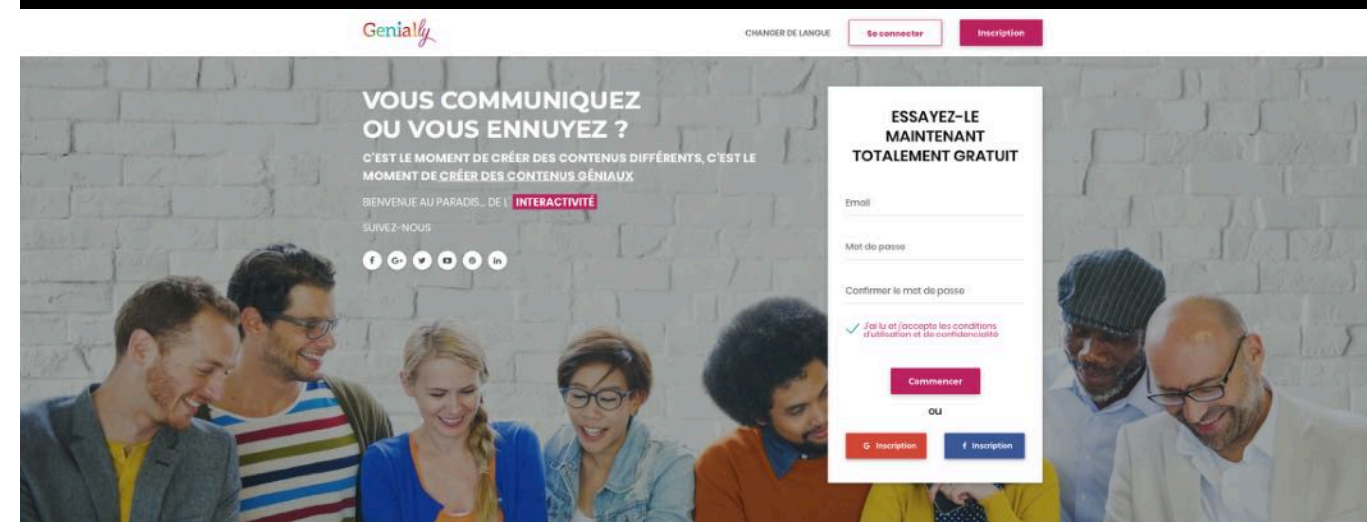 Genially
CHANGER DE LANGUE
Se connecter
Inscription
VOUS COMMUNIQUEZ
OU VOUS ENNUYEZ ?
C'EST LE MOMENT DE CRÉER DES CONTENUS DIFFÉRENTS, C'EST LE
MOMENT DE CRÉER DES CONTENUS GÉNIAUX
BIENVENUE AU PARADIS... DE L' INTERACTIVITÉ
SUIVEZ-NOUS
f G+ in
ESSAYEZ-LE
MAINTENANT
TOTALEMENT GRATUIT
Email
Mot de passe
Confirmer le mot de passe
J'ai lu et j'accepte les conditions
d'utilisation et de confidencialité
Commencer
ou
G Inscription
f Inscription